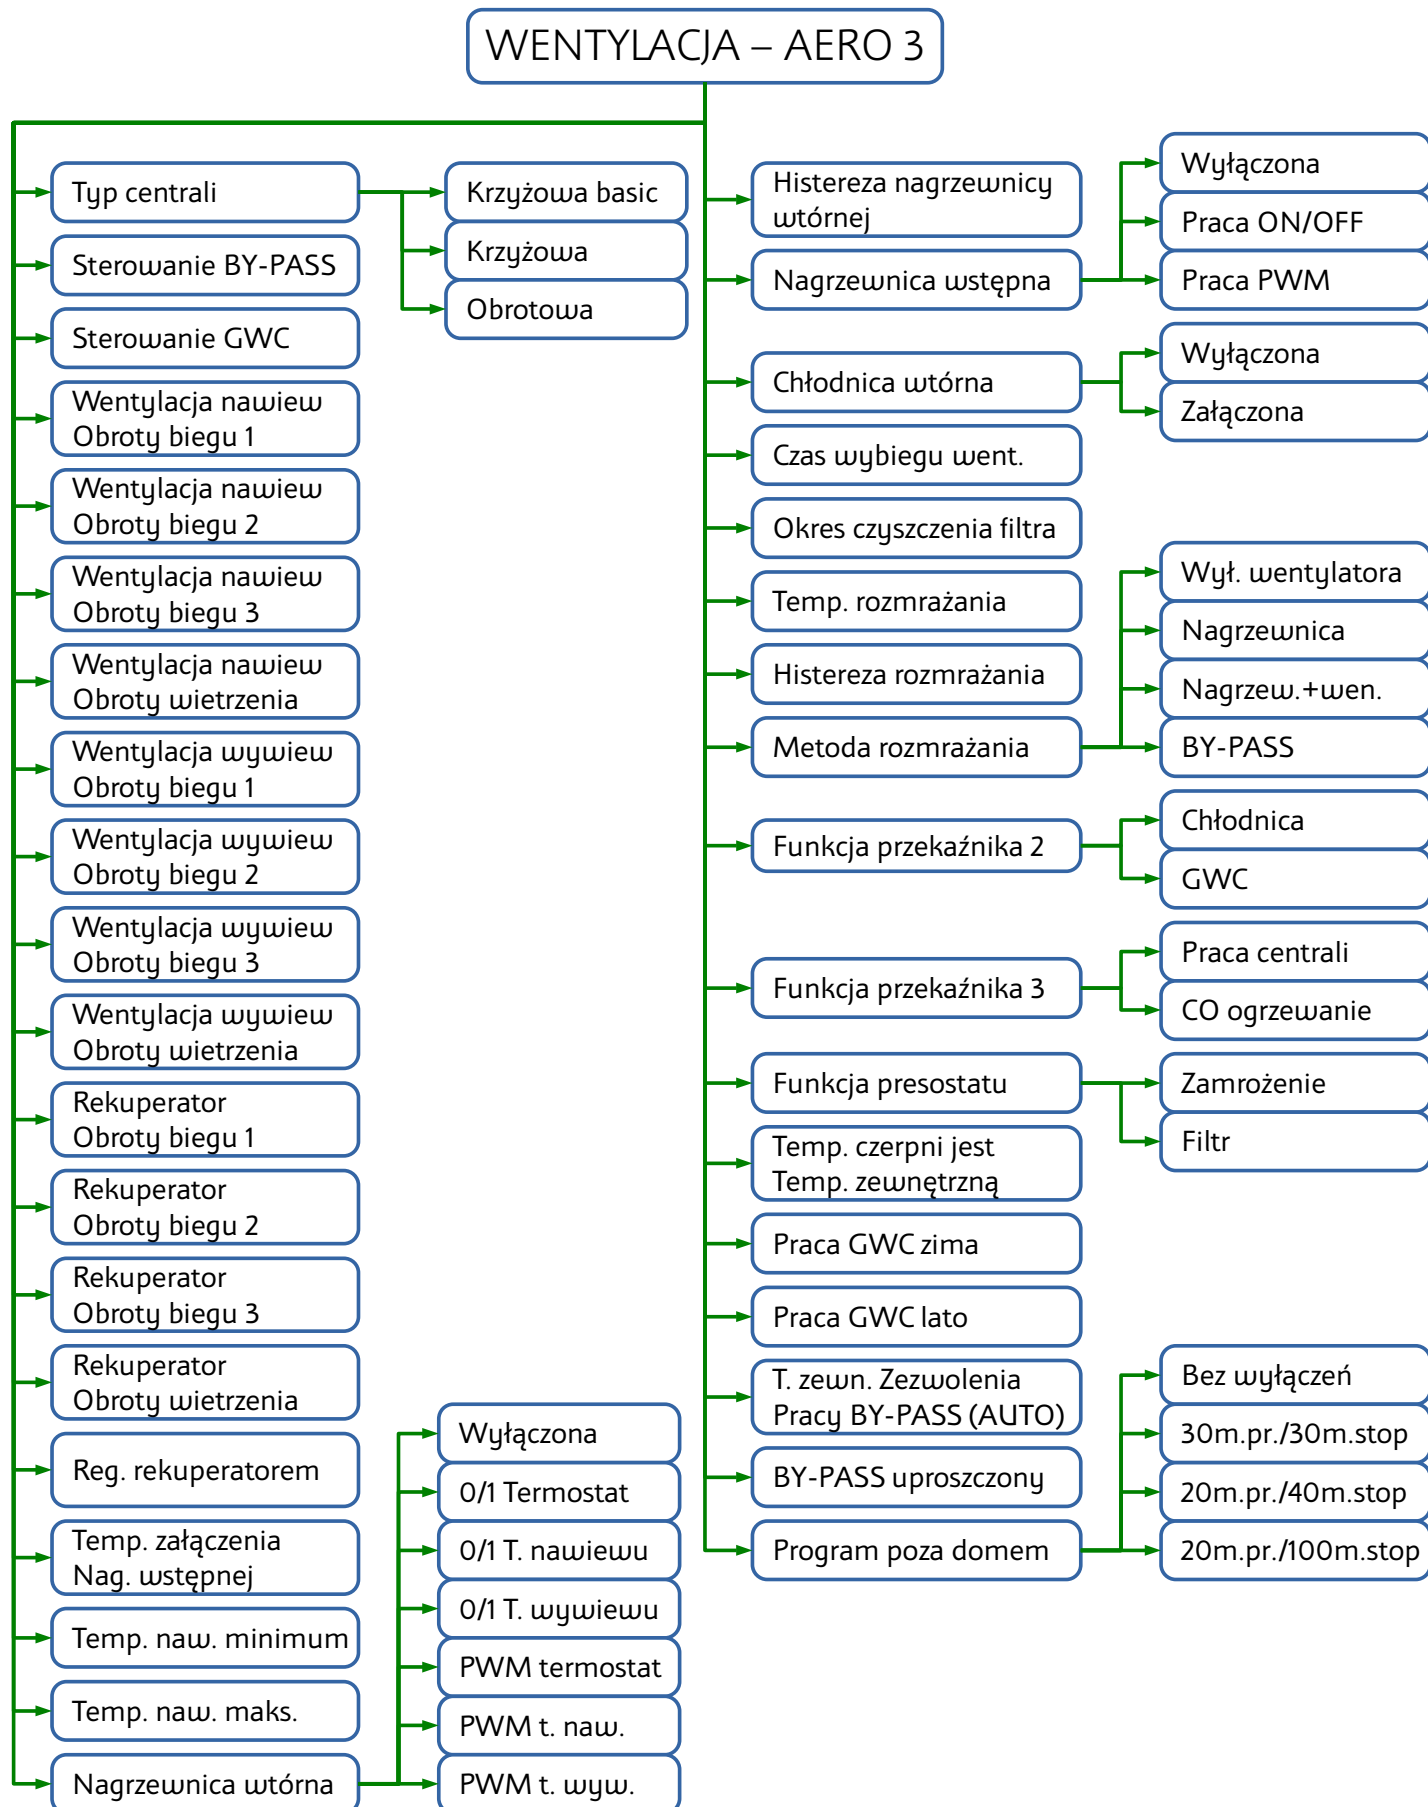 WENTYLACJA – AERO 3
Typ centrali
Krzyżowa basic
Krzyżowa
Obrotowa
Sterowanie BY-PASS
Sterowanie GWC
Wentylacja nawiew
Obroty biegu 1
Wentylacja nawiew
Obroty biegu 2
Wentylacja nawiew
Obroty biegu 3
Wentylacja nawiew
Obroty wietrzenia
Wentylacja wywiew
Obroty biegu 1
Wentylacja wywiew
Obroty biegu 2
Wentylacja wywiew
Obroty biegu 3
Wentylacja wywiew
Obroty wietrzenia
Rekuperator
Obroty biegu 1
Rekuperator
Obroty biegu 2
Rekuperator
Obroty biegu 3
Rekuperator
Obroty wietrzenia
Reg. rekuperatorem
Temp. załączenia
Nag. wstępnej
Temp. naw. minimum
Temp. naw. maks.
Nagrzewnica wtórna
Wyłączona
0/1 Termostat
0/1 T. nawiewu
0/1 T. wywiewu
PWM termostat
PWM t. naw.
PWM t. wyw.
Histereza nagrzewnicy
wtórnej
Nagrzewnica wstępna
Wyłączona
Praca ON/OFF
Praca PWM
Chłodnica wtórna
Wyłączona
Załączona
Czas wybiegu went.
Okres czyszczenia filtra
Temp. rozmrażania
Histereza rozmrażania
Metoda rozmrażania
Wył. wentylatora
Nagrzewnica
Nagrzew.+wen.
BY-PASS
Funkcja przekaźnika 2
Chłodnica
GWC
Funkcja przekaźnika 3
Praca centrali
CO ogrzewanie
Funkcja presostatu
Zamrożenie
Filtr
Temp. czerpni jest
Temp. zewnętrzną
Praca GWC zima
Praca GWC lato
T. zewn. Zezwolenia
Pracy BY-PASS (AUTO)
BY-PASS uproszczony
Program poza domem
Bez wyłączeń
30m.pr./30m.stop
20m.pr./40m.stop
20m.pr./100m.stop